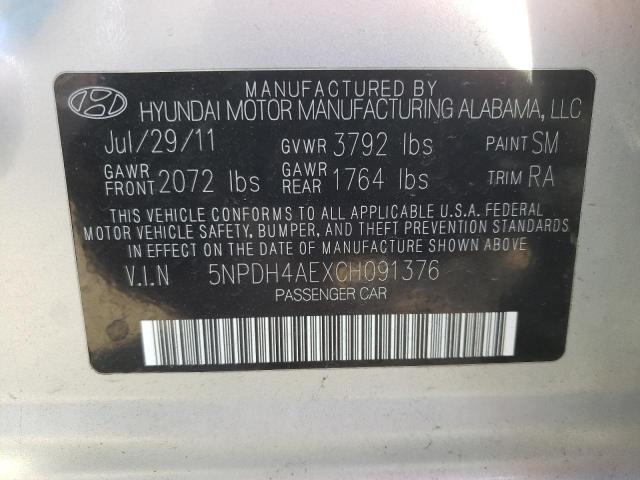 MANUFACTURED BY
HYUNDAI MOTOR MANUFACTURING ALABAMA, LLC
Jul/29/11 GVWR 3792 lbs PAINT SM
GAWR FRONT 2072 lbs GAWR REAR 1764 lbs TRIM RA
THIS VEHICLE CONFORMS TO ALL APPLICABLE U.S.A. FEDERAL
MOTOR VEHICLE SAFETY, BUMPER, AND THEFT PREVENTION STANDARDS
IN EFFECT ON THE DATE OF MANUFACTURE SHOWN ABOVE.
V.I.N 5NPDH4AEXCH091376
PASSENGER CAR